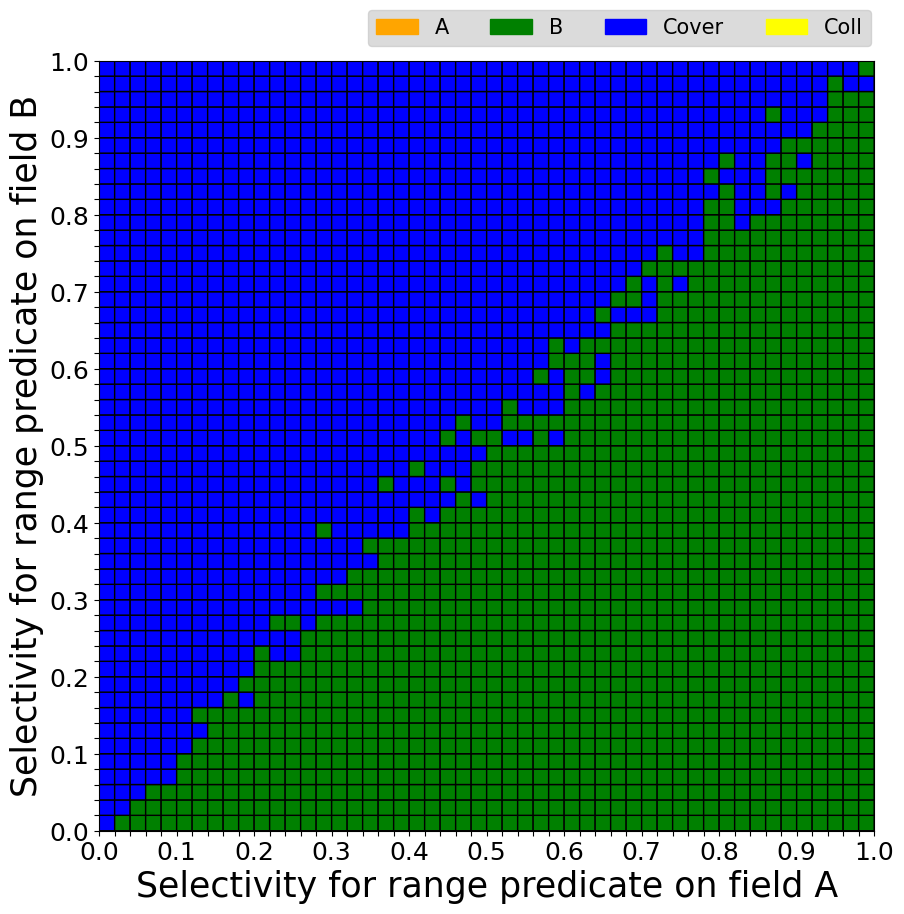 A B Cover Coll
Selectivity for range predicate on field B
1.0
0.9
0.8
0.7
0.6
0.5
0.4
0.3
0.2
0.1
0.0
0.0 0.1 0.2 0.3 0.4 0.5 0.6 0.7 0.8 0.9 1.0
Selectivity for range predicate on field A